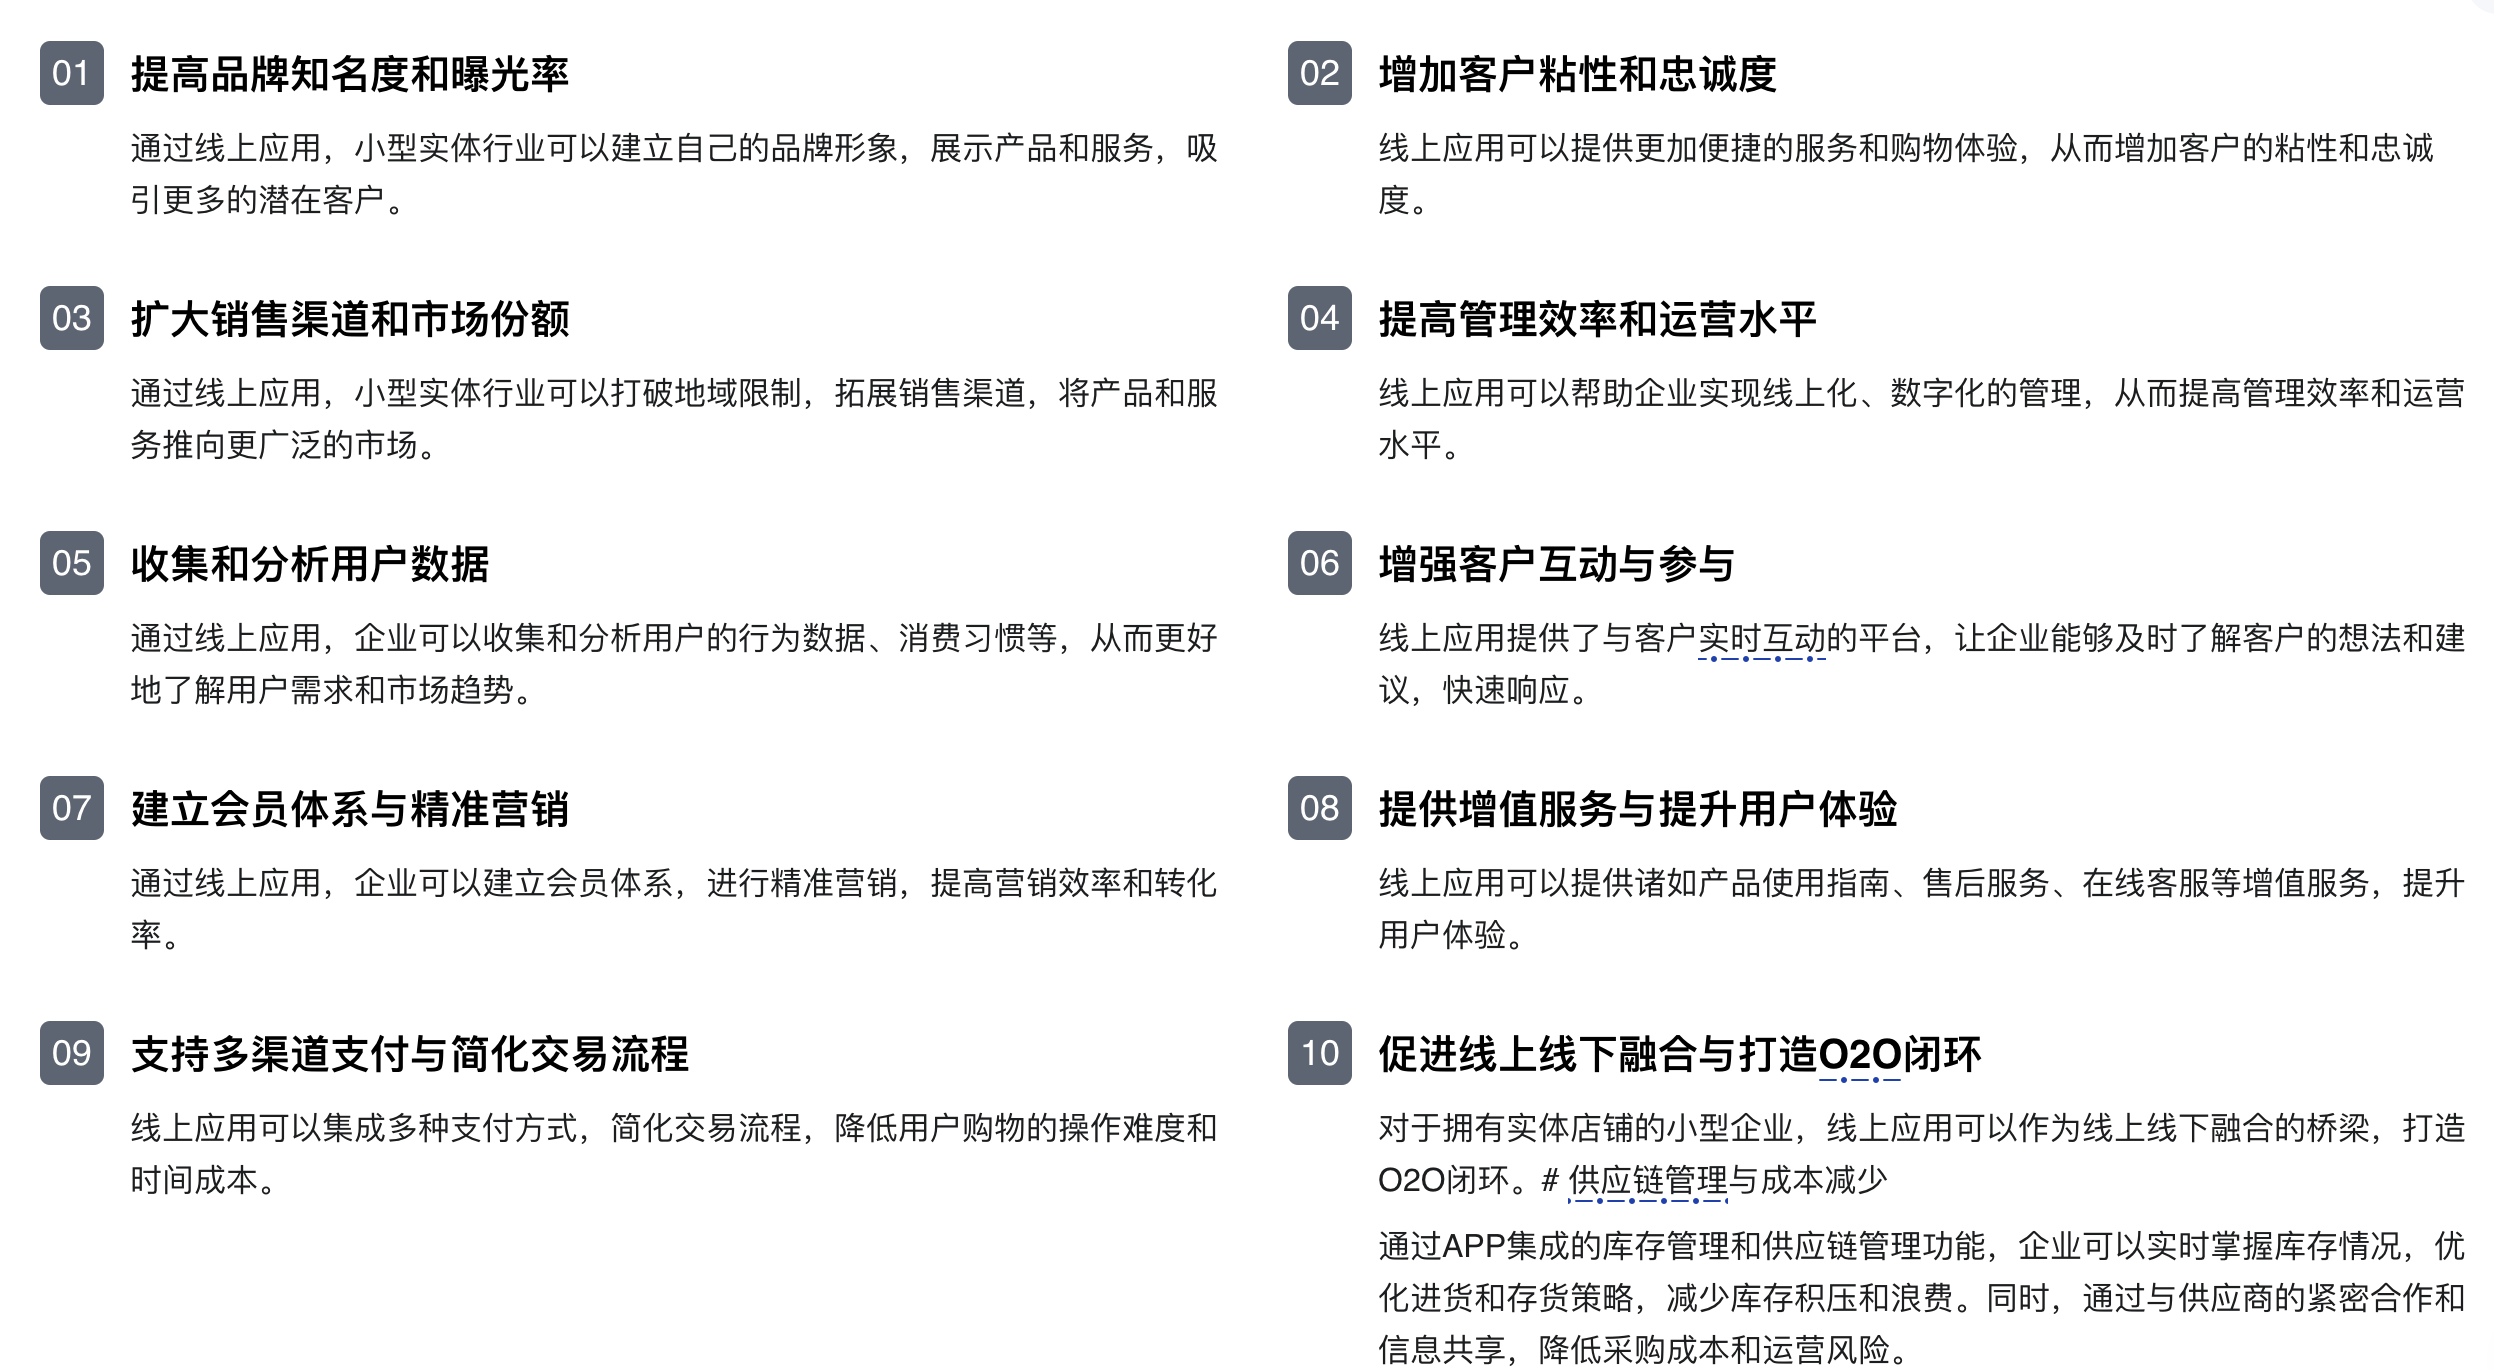 01
提高品牌知名度和曝光率
通过线上应用，小型实体行业可以建立自己的品牌形象，展示产品和服务，吸
引更多的潜在客户。
02
增加客户粘性和忠诚度
线上应用可以提供更加便捷的服务和购物体验，从而增加客户的粘性和忠诚
度。
03
扩大销售渠道和市场份额
通过线上应用，小型实体行业可以打破地域限制，拓展销售渠道，将产品和服
务推向更广泛的市场。
04
提高管理效率和运营水平
线上应用可以帮助企业实现线上化、数字化的管理，从而提高管理效率和运营
水平。
05
收集和分析用户数据
通过线上应用，企业可以收集和分析用户的行为数据、消费习惯等，从而更好
地了解用户需求和市场趋势。
06
增强客户互动与参与
线上应用提供了与客户实时互动的平台，让企业能够及时了解客户的想法和建
议，快速响应。
07
建立会员体系与精准营销
通过线上应用，企业可以建立会员体系，进行精准营销，提高营销效率和转化
率。
08
提供增值服务与提升用户体验
线上应用可以提供诸如产品使用指南、售后服务、在线客服等增值服务，提升
用户体验。
09
支持多渠道支付与简化交易流程
线上应用可以集成多种支付方式，简化交易流程，降低用户购物的操作难度和
时间成本。
10
促进线上线下融合与打造O2O闭环
对于拥有实体店铺的小型企业，线上应用可以作为线上线下融合的桥梁，打造
O2O闭环。# 供应链管理与成本减少
通过APP集成的库存管理和供应链管理功能，企业可以实时掌握库存情况，优
化进货和存货策略，减少库存积压和浪费。同时，通过与供应商的紧密合作和
信息共享，降低采购成本和运营风险。